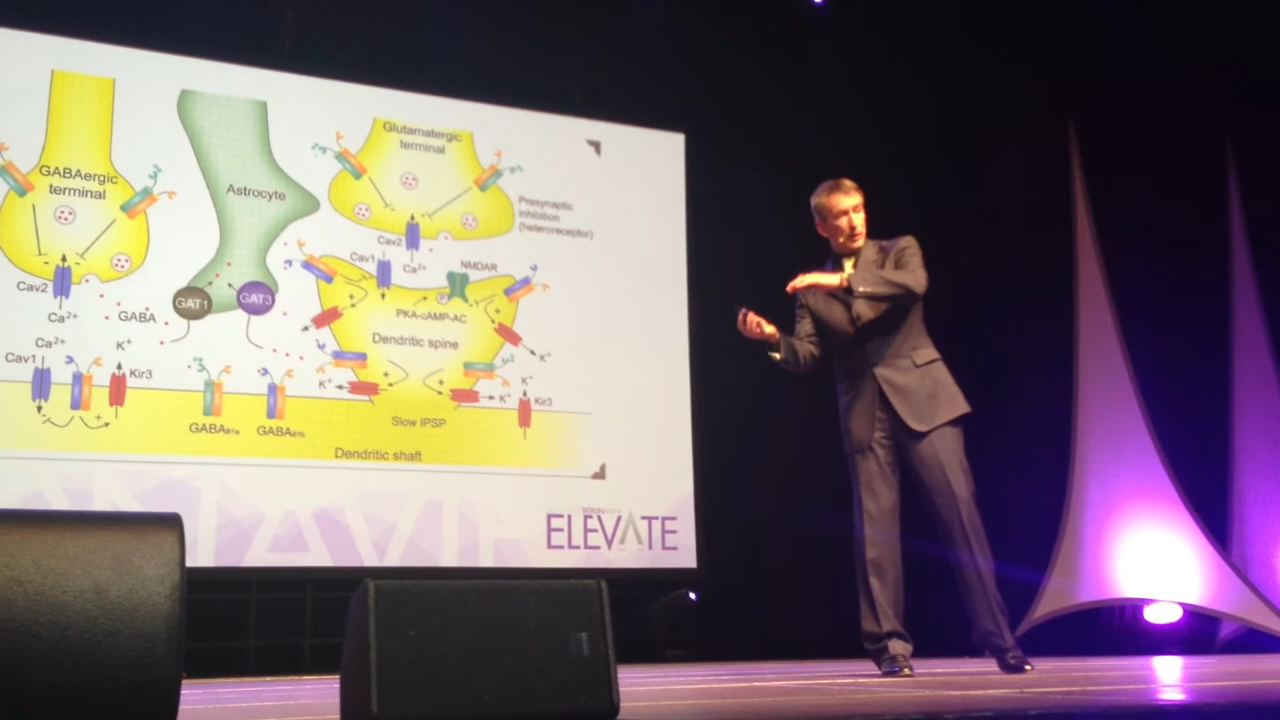 GABAergic
terminal
Astrocyte
Glutamatergic
terminal
Presynaptic
inhibition
(heteroreceptor)
Cav2
Ca²⁺
GABA
GAT1
GAT3
Cav2
Ca²⁺
Cav1
NMDAR
P
PKA-cAMP-AC
Dendritic spine
K⁺
Ca²⁺
Cav1
K⁺
Kir3
GABAB1a
GABAB1b
K⁺
K⁺
K⁺
Kir3
Slow IPSP
Dendritic shaft
ELEVATE